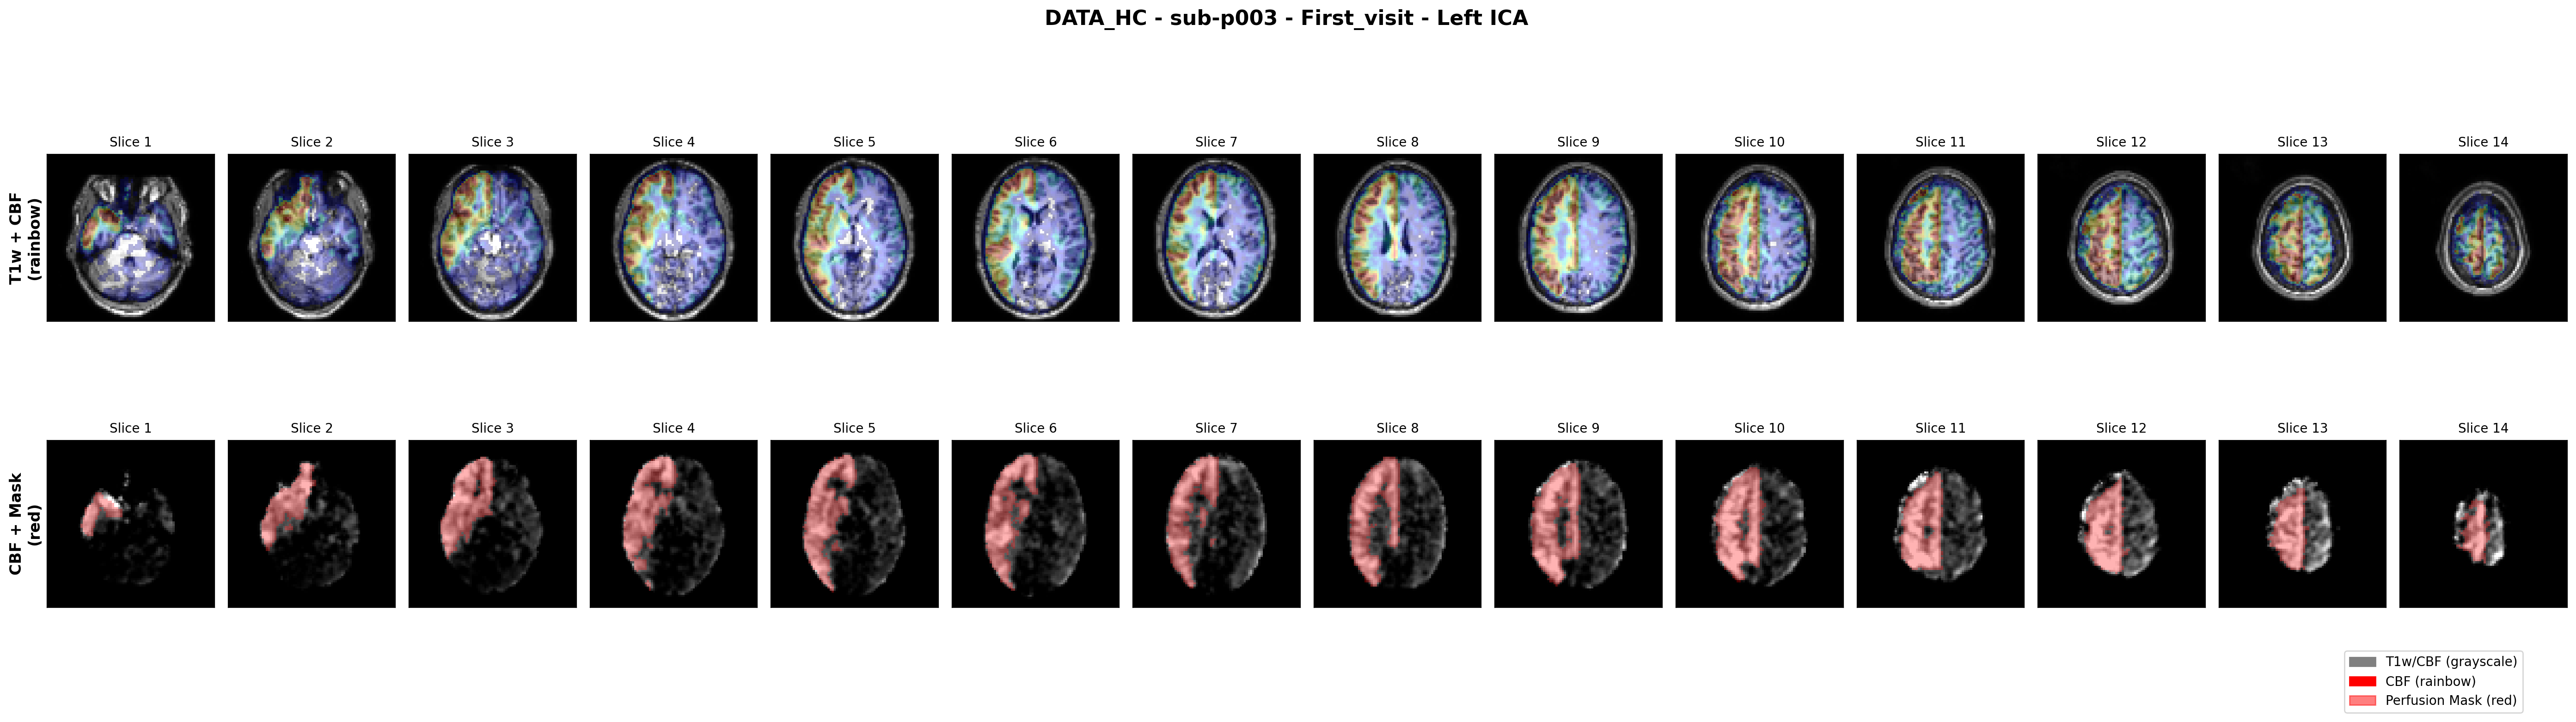 DATA_HC - sub-p003 - First_visit - Left ICA
Slice 1
Slice 2
Slice 3
Slice 4
Slice 5
Slice 6
Slice 7
Slice 8
Slice 9
Slice 10
Slice 11
Slice 12
Slice 13
Slice 14
T1w + CBF
(rainbow)
Slice 1
Slice 2
Slice 3
Slice 4
Slice 5
Slice 6
Slice 7
Slice 8
Slice 9
Slice 10
Slice 11
Slice 12
Slice 13
Slice 14
CBF + Mask
(red)
T1w/CBF (grayscale)
CBF (rainbow)
Perfusion Mask (red)